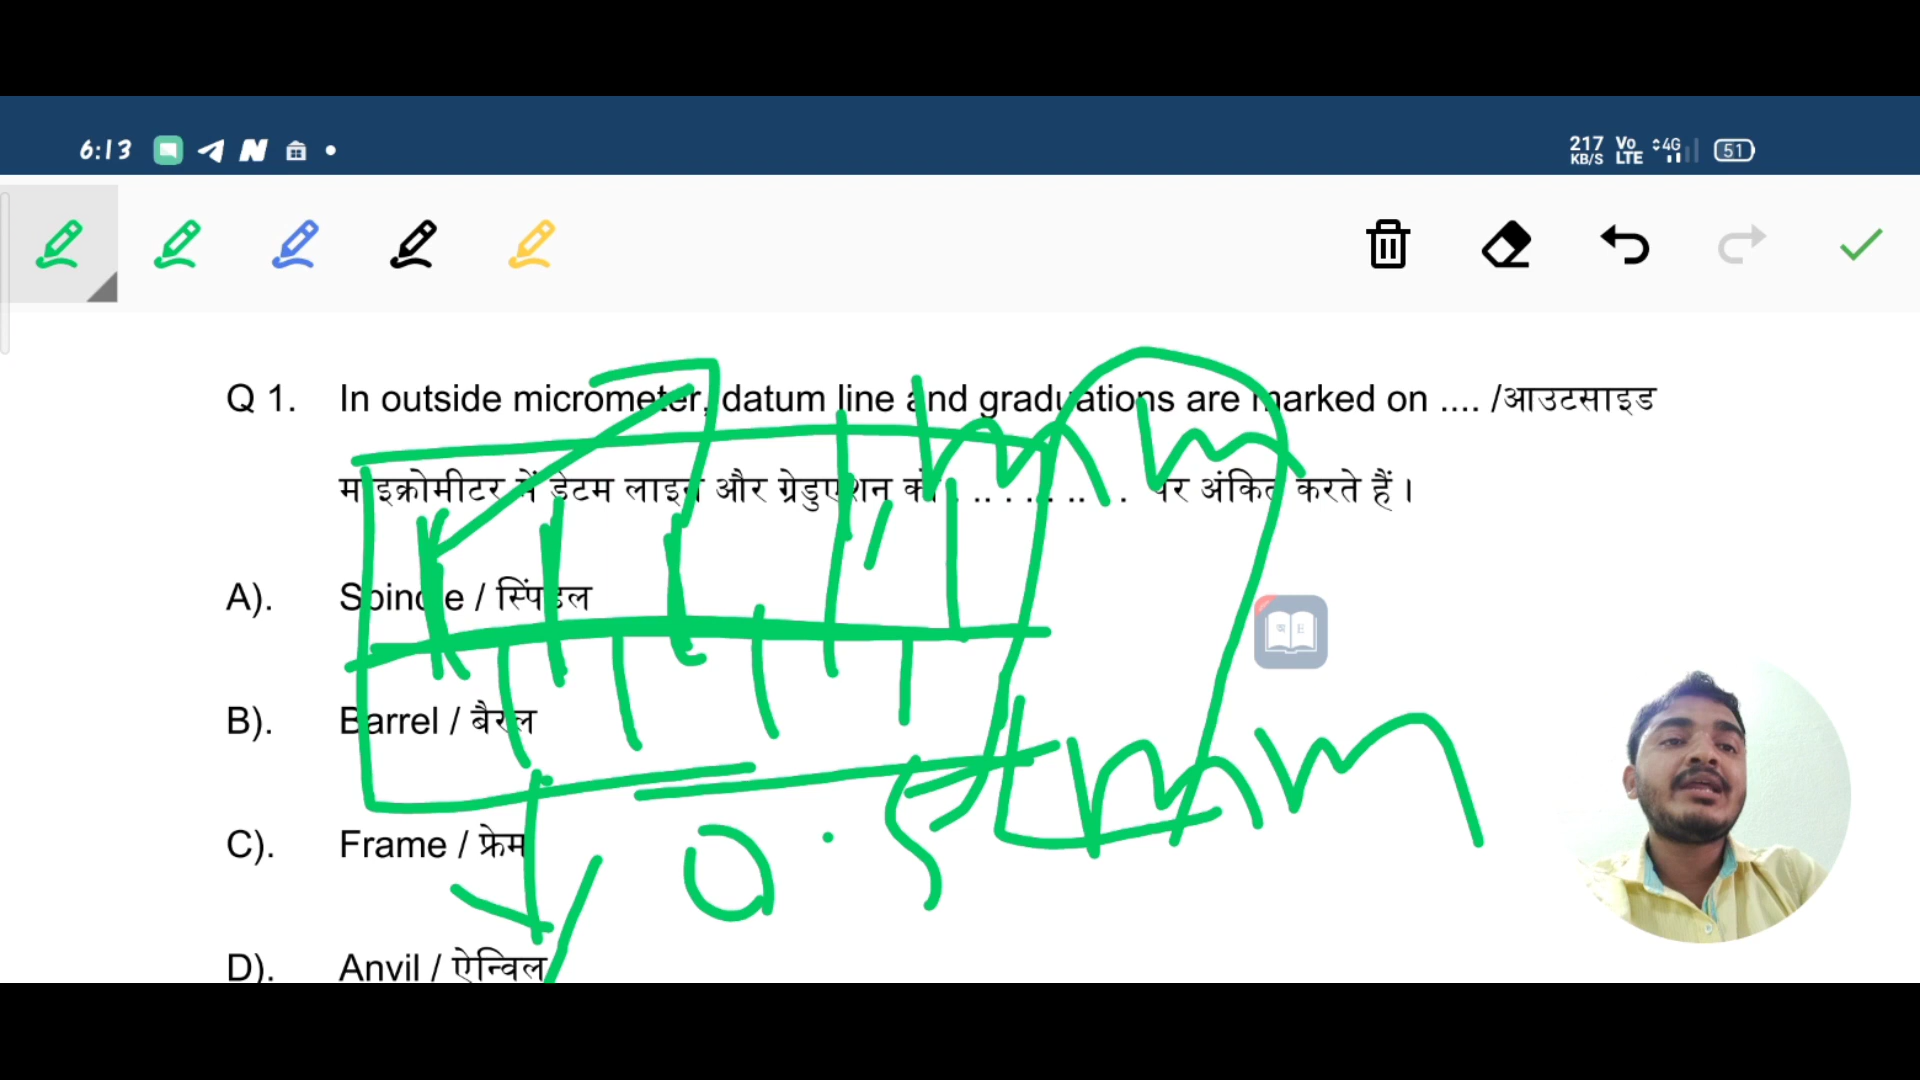 6:13 217 KB/S Vo LTE 4G 51
Q 1. In outside micrometer, datum line and graduations are marked on .... /आउटसाइड
माइक्रोमीटर में डेटम लाइन और ग्रेडुएशन को . .. . ... .. . . पर अंकित करते हैं ।
1mm
A). Spindle / स्पिंडल
B). Barrel / बैरल
C). Frame / फ्रेम
0.5 mm
D). Anvil / ऐन्विल